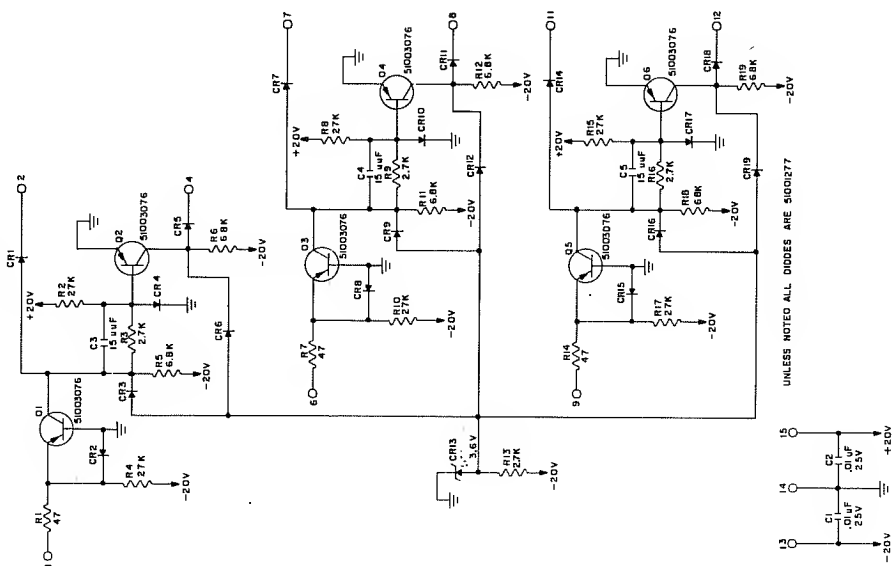 CR1
2
+20V
R2
27K
Q2
51003076
C3
15 uuF
R3
2.7K
CR4
CR5
4
R6
6.8K
-20V
Q1
51003076
CR3
R5
6.8K
-20V
CR6
R1
47
1
CR2
R4
27K
-20V
CR7
7
+20V
R8
27K
Q4
51003076
C4
15 uuF
R9
2.7K
CR10
CR11
8
R12
6.8K
-20V
Q3
51003076
CR9
R11
6.8K
-20V
CR12
R7
47
6
CR8
R10
27K
-20V
CR14
11
+20V
R15
27K
Q6
51003076
C5
15 uuF
R16
2.7K
CR17
CR18
12
R19
6.8K
-20V
Q5
51003076
CR16
R18
6.8K
-20V
CR19
R14
47
9
CR15
R17
27K
-20V
CR13
3.6V
R13
2.7K
-20V
UNLESS NOTED ALL DIODES ARE 51001277
13
14
15
C1
.01uF
25V
C2
.01uF
25V
-20V
+20V